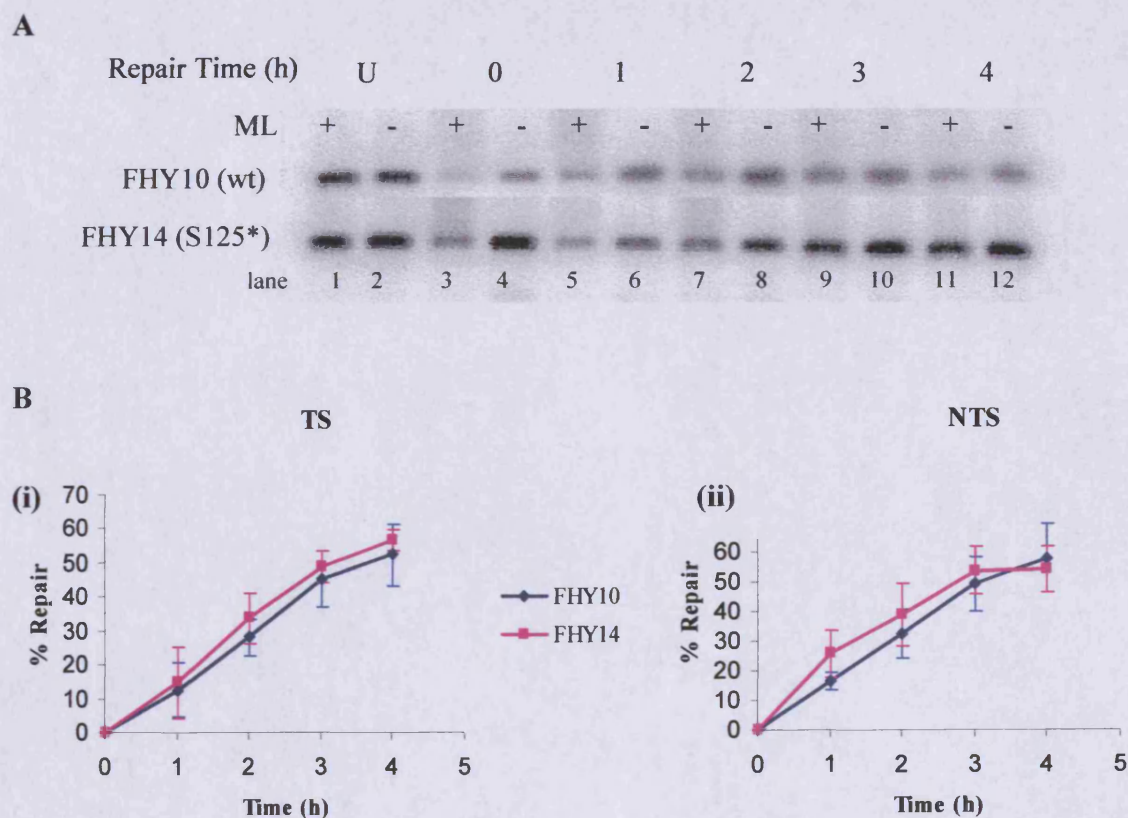 A
Repair Time (h) U 0 1 2 3 4
ML + - + - + - + - + - + -
FHY10 (wt)
FHY14 (S125*)
lane 1 2 3 4 5 6 7 8 9 10 11 12
B
TS
NTS
(i)
70
60
50
40
30
20
10
0
% Repair
0 1 2 3 4 5
Time (h)
FHY10
FHY14
(ii)
60
50
40
30
20
10
0
% Repair
0 1 2 3 4 5
Time (h)